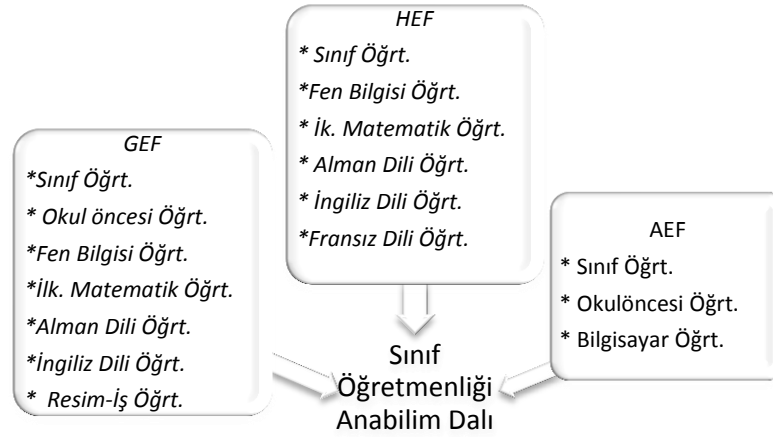 GEF
*Sınıf Öğrt.
* Okul öncesi Öğrt.
*Fen Bilgisi Öğrt.
*İlk. Matematik Öğrt.
*Alman Dili Öğrt.
*İngiliz Dili Öğrt.
* Resim-İş Öğrt.
HEF
* Sınıf Öğrt.
*Fen Bilgisi Öğrt.
* İk. Matematik Öğrt.
* Alman Dili Öğrt.
* İngiliz Dili Öğrt.
*Fransız Dili Öğrt.
AEF
* Sınıf Öğrt.
* Okulöncesi Öğrt.
* Bilgisayar Öğrt.
Sınıf
Öğretmenliği
Anabilim Dalı